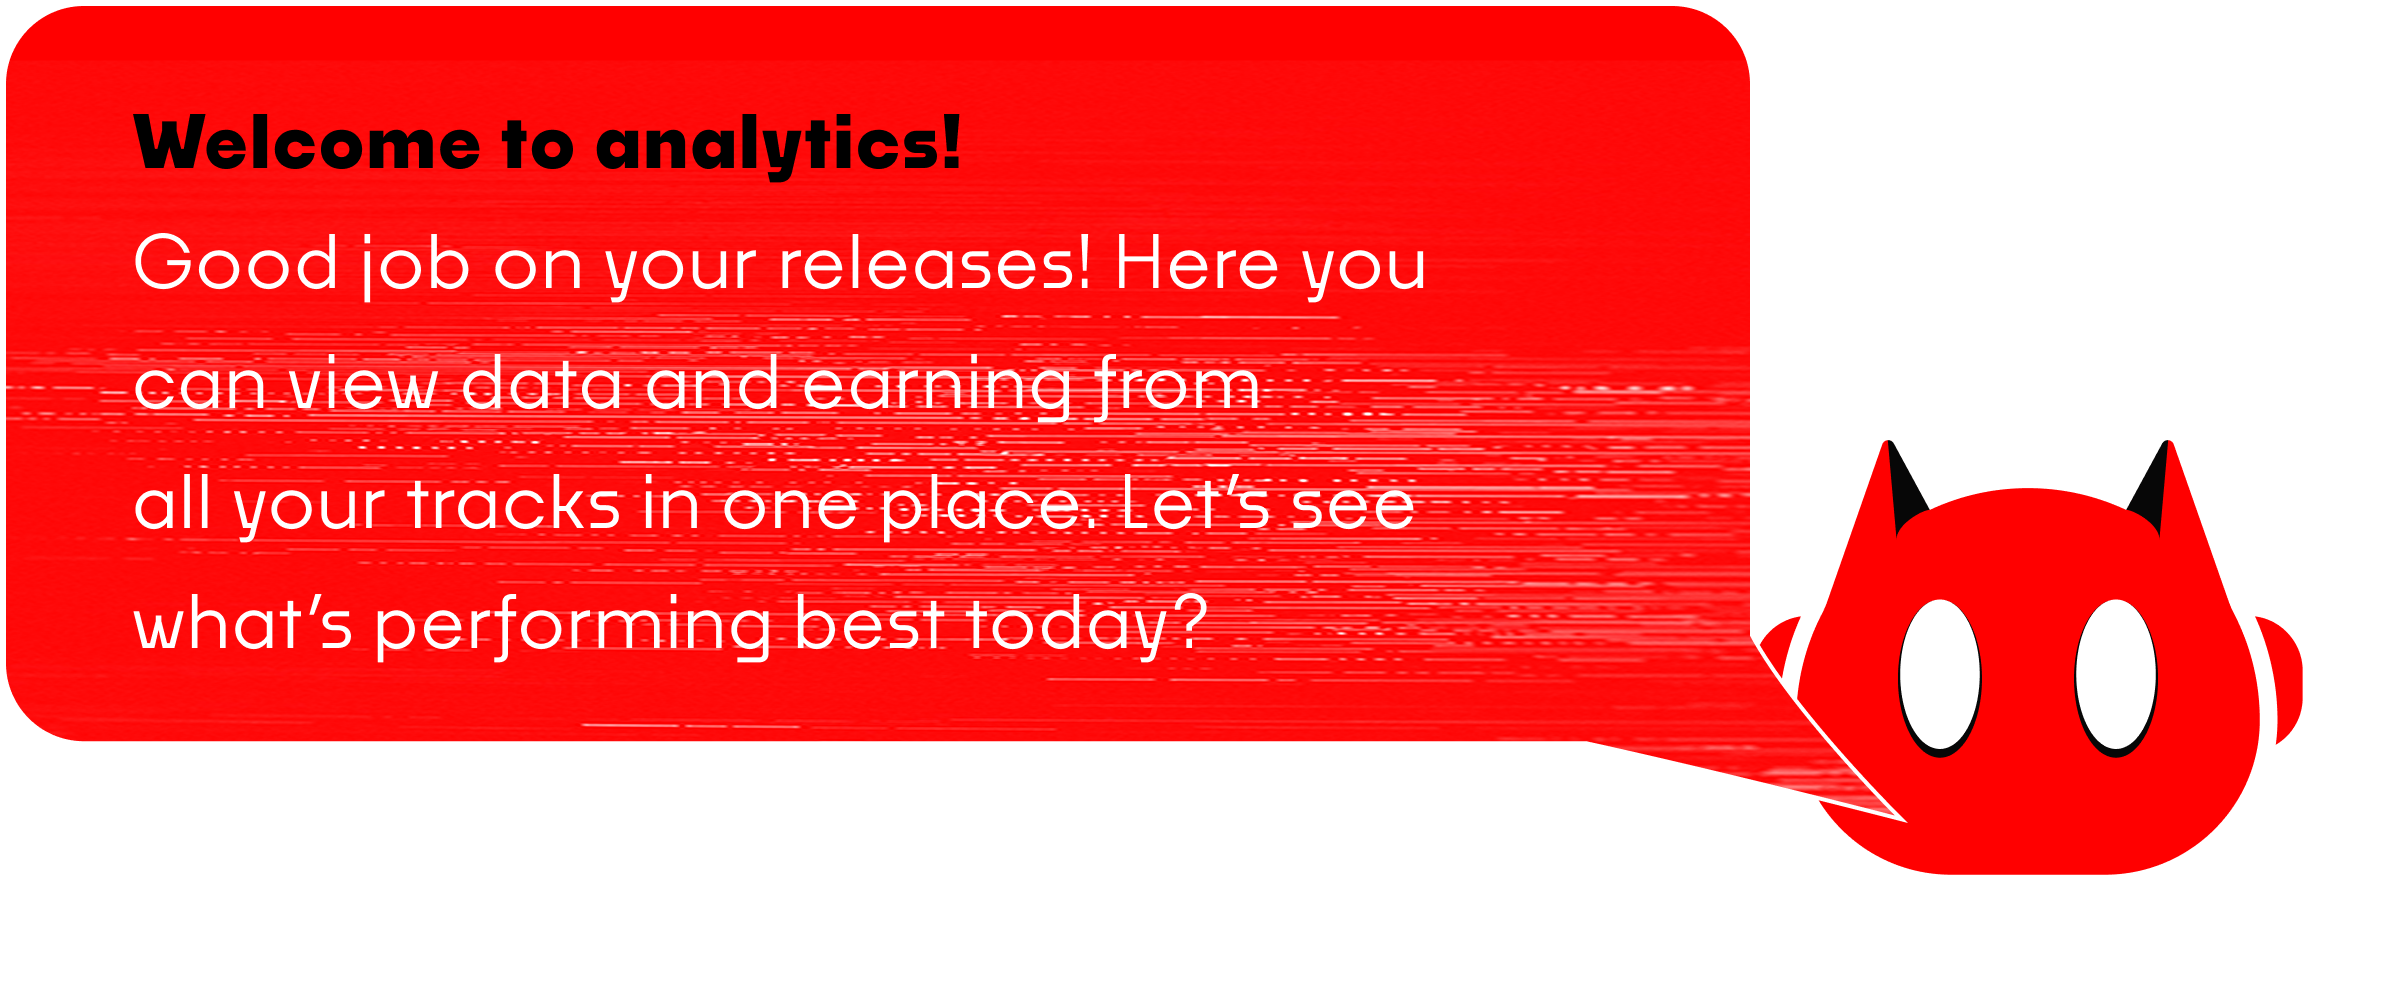 Welcome to analytics!
Good job on your releases! Here you
can view data and earning from
all your tracks in one place. Let's see
what's performing best today?